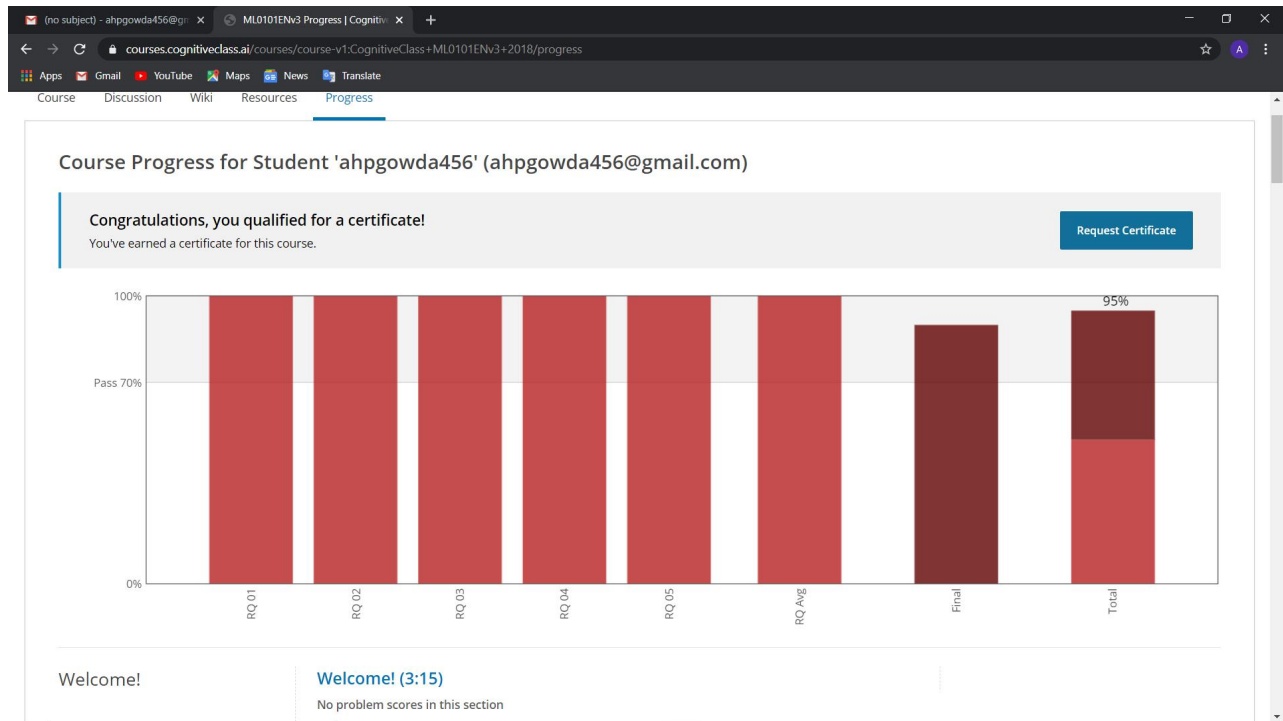 (no subject) - ahpgowda456@gm
ML0101ENv3 Progress | Cognitive
courses.cognitiveclass.ai/courses/course-v1:CognitiveClass+ML0101ENv3+2018/progress
A
Apps Gmail YouTube Maps News Translate
Course Discussion Wiki Resources Progress
Course Progress for Student 'ahpgowda456' (ahpgowda456@gmail.com)
Congratulations, you qualified for a certificate!
You've earned a certificate for this course.
Request Certificate
100%
95%
Pass 70%
0%
RQ 01
RQ 02
RQ 03
RQ 04
RQ 05
RQ Avg
Final
Total
Welcome!
Welcome! (3:15)
No problem scores in this section